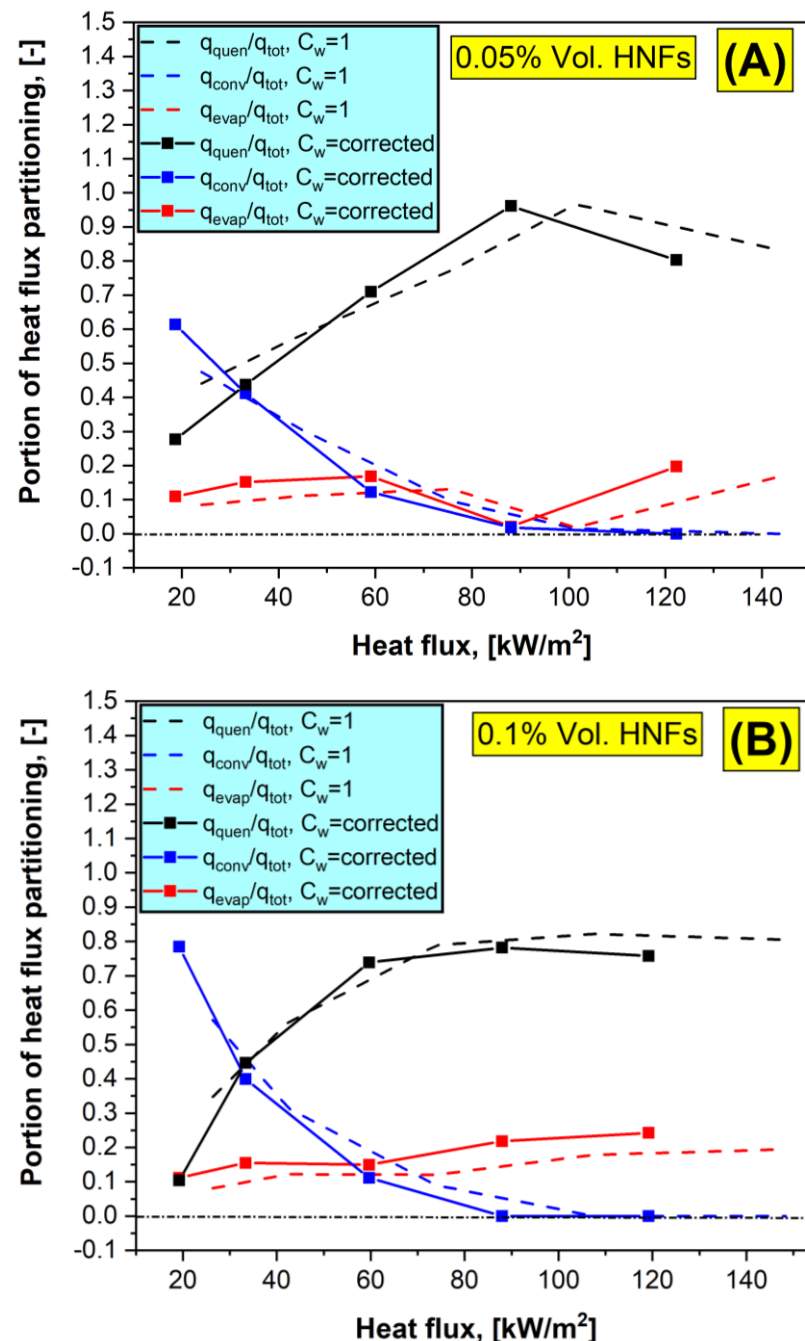 Portion of heat flux partitioning, [-]
1.5
1.4
1.3
1.2
1.1
1.0
0.9
0.8
0.7
0.6
0.5
0.4
0.3
0.2
0.1
0.0
-0.1
q_quen/q_tot, C_w=1
q_conv/q_tot, C_w=1
q_evap/q_tot, C_w=1
q_quen/q_tot, C_w=corrected
q_conv/q_tot, C_w=corrected
q_evap/q_tot, C_w=corrected
0.05% Vol. HNFs
(A)
20 40 60 80 100 120 140
Heat flux, [kW/m²]
Portion of heat flux partitioning, [-]
1.5
1.4
1.3
1.2
1.1
1.0
0.9
0.8
0.7
0.6
0.5
0.4
0.3
0.2
0.1
0.0
-0.1
q_quen/q_tot, C_w=1
q_conv/q_tot, C_w=1
q_evap/q_tot, C_w=1
q_quen/q_tot, C_w=corrected
q_conv/q_tot, C_w=corrected
q_evap/q_tot, C_w=corrected
0.1% Vol. HNFs
(B)
20 40 60 80 100 120 140
Heat flux, [kW/m²]